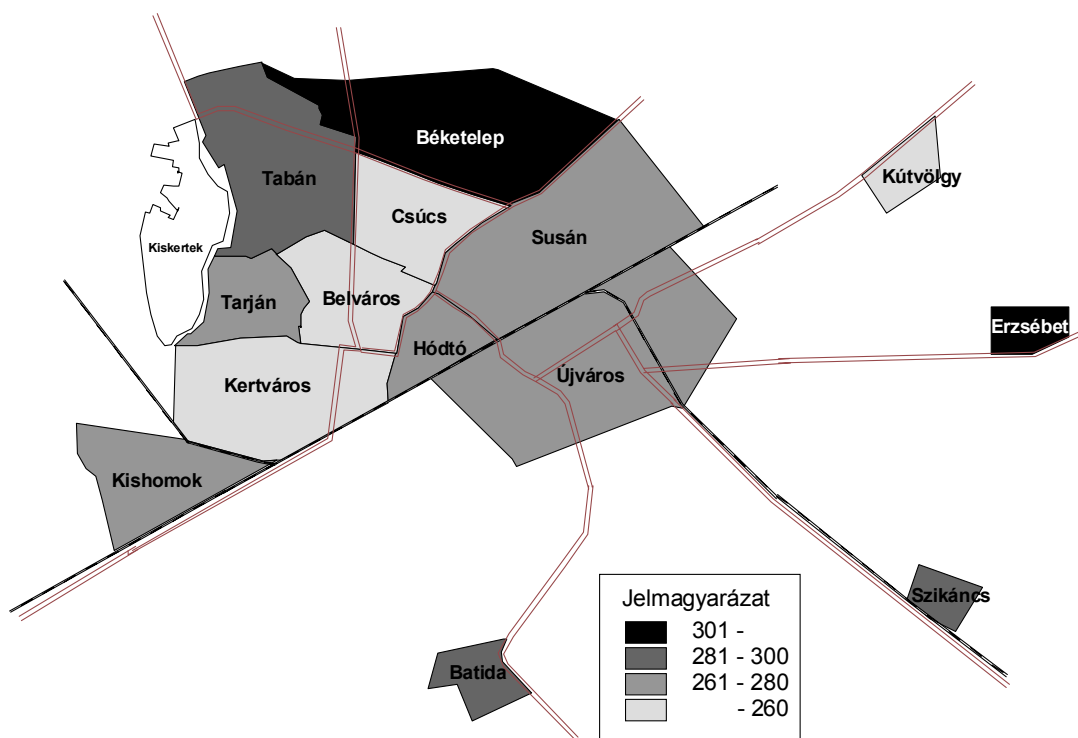 Béketelep
Tabán
Kútvölgy
Csúcs
Susán
Kiskertek
Tarján
Belváros
Erzsébet
Hódtó
Újváros
Kertváros
Kishomok
Szikáncs
Batida
Jelmagyarázat
301 -
281 - 300
261 - 280
- 260